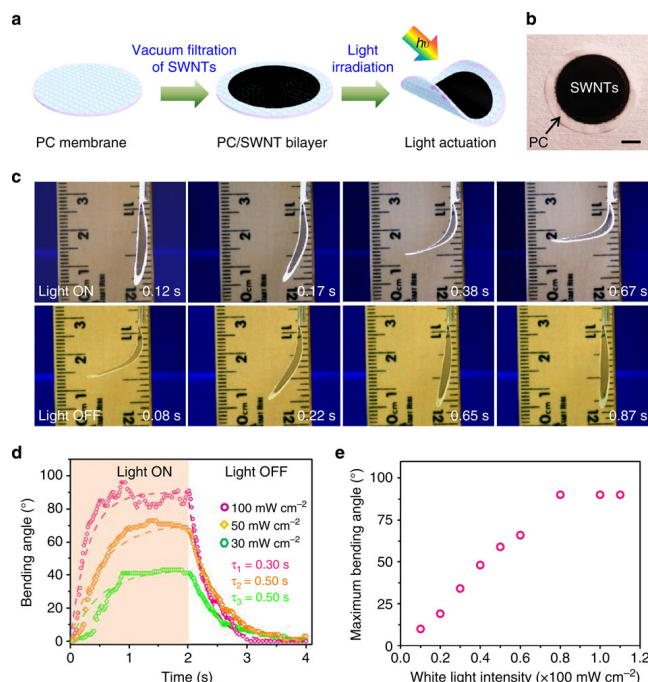 a
Vacuum filtration
of SWNTs
Light
irradiation
hυ
PC membrane
PC/SWNT bilayer
Light actuation
b
SWNTs
PC
c
Light ON
0.12 s
0.17 s
0.38 s
0.67 s
Light OFF
0.08 s
0.22 s
0.65 s
0.87 s
d
Light ON
Light OFF
100 mW cm−2
50 mW cm−2
30 mW cm−2
τ1 = 0.30 s
τ2 = 0.50 s
τ3 = 0.50 s
Bending angle (°)
100
80
60
40
20
0
0 1 2 3 4
Time (s)
e
Maximum bending angle (°)
100
75
50
25
0
0.0 0.2 0.4 0.6 0.8 1.0 1.2
White light intensity (×100 mW cm−2)